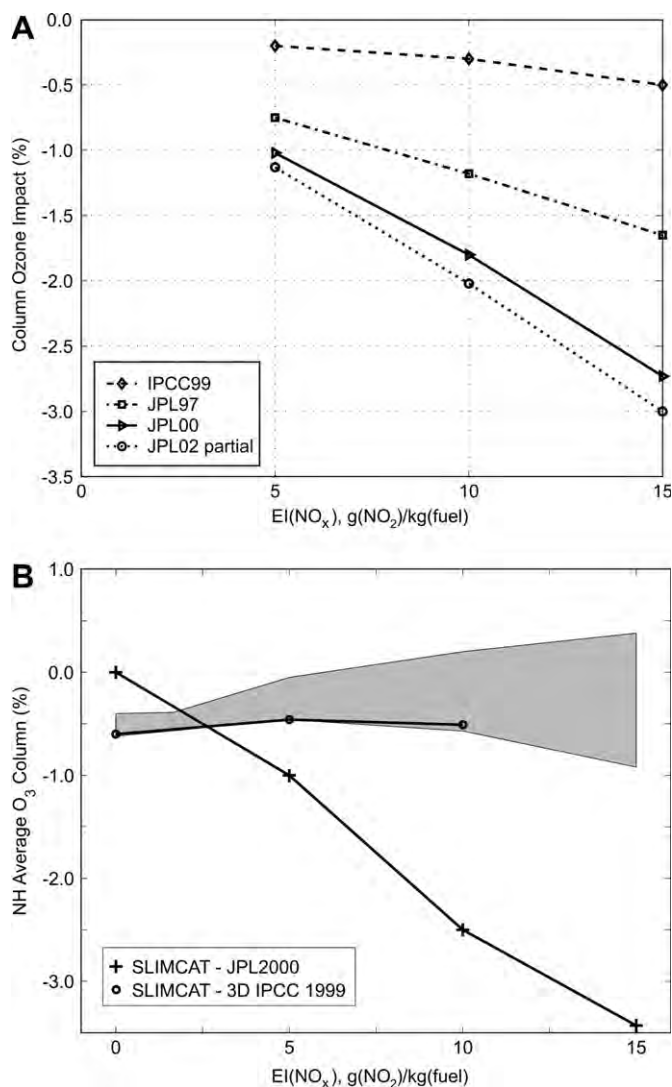 A
0.0
-0.5
-1.0
-1.5
-2.0
-2.5
-3.0
-3.5
Column Ozone Impact (%)
IPCC99
JPL97
JPL00
JPL02 partial
0 5 10 15
EI(NOₓ), g(NO₂)/kg(fuel)
B
1.0
0.0
-1.0
-2.0
-3.0
NH Average O₃ Column (%)
SLIMCAT - JPL2000
SLIMCAT - 3D IPCC 1999
0 5 10 15
EI(NOₓ), g(NO₂)/kg(fuel)